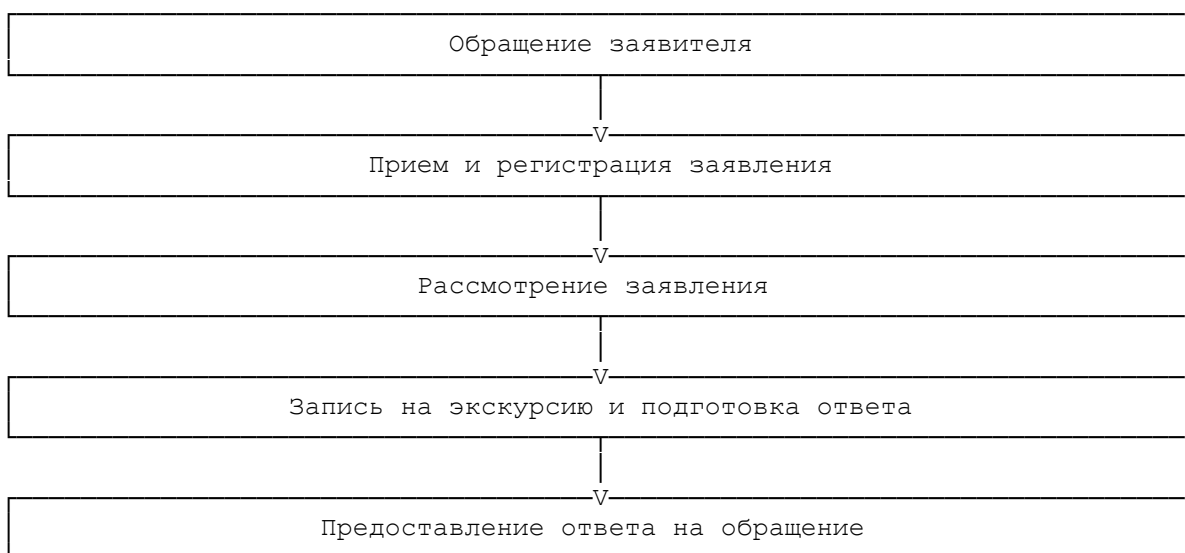 Обращение заявителя
Прием и регистрация заявления
Рассмотрение заявления
Запись на экскурсию и подготовка ответа
Предоставление ответа на обращение